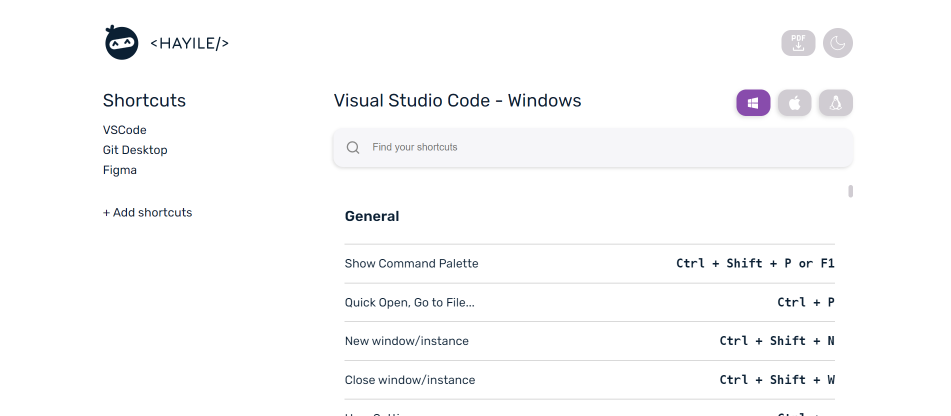 <HAYILE/>
PDF
Shortcuts
VSCode
Git Desktop
Figma
+ Add shortcuts
Visual Studio Code - Windows
Find your shortcuts
General
Show Command Palette Ctrl + Shift + P or F1
Quick Open, Go to File... Ctrl + P
New window/instance Ctrl + Shift + N
Close window/instance Ctrl + Shift + W